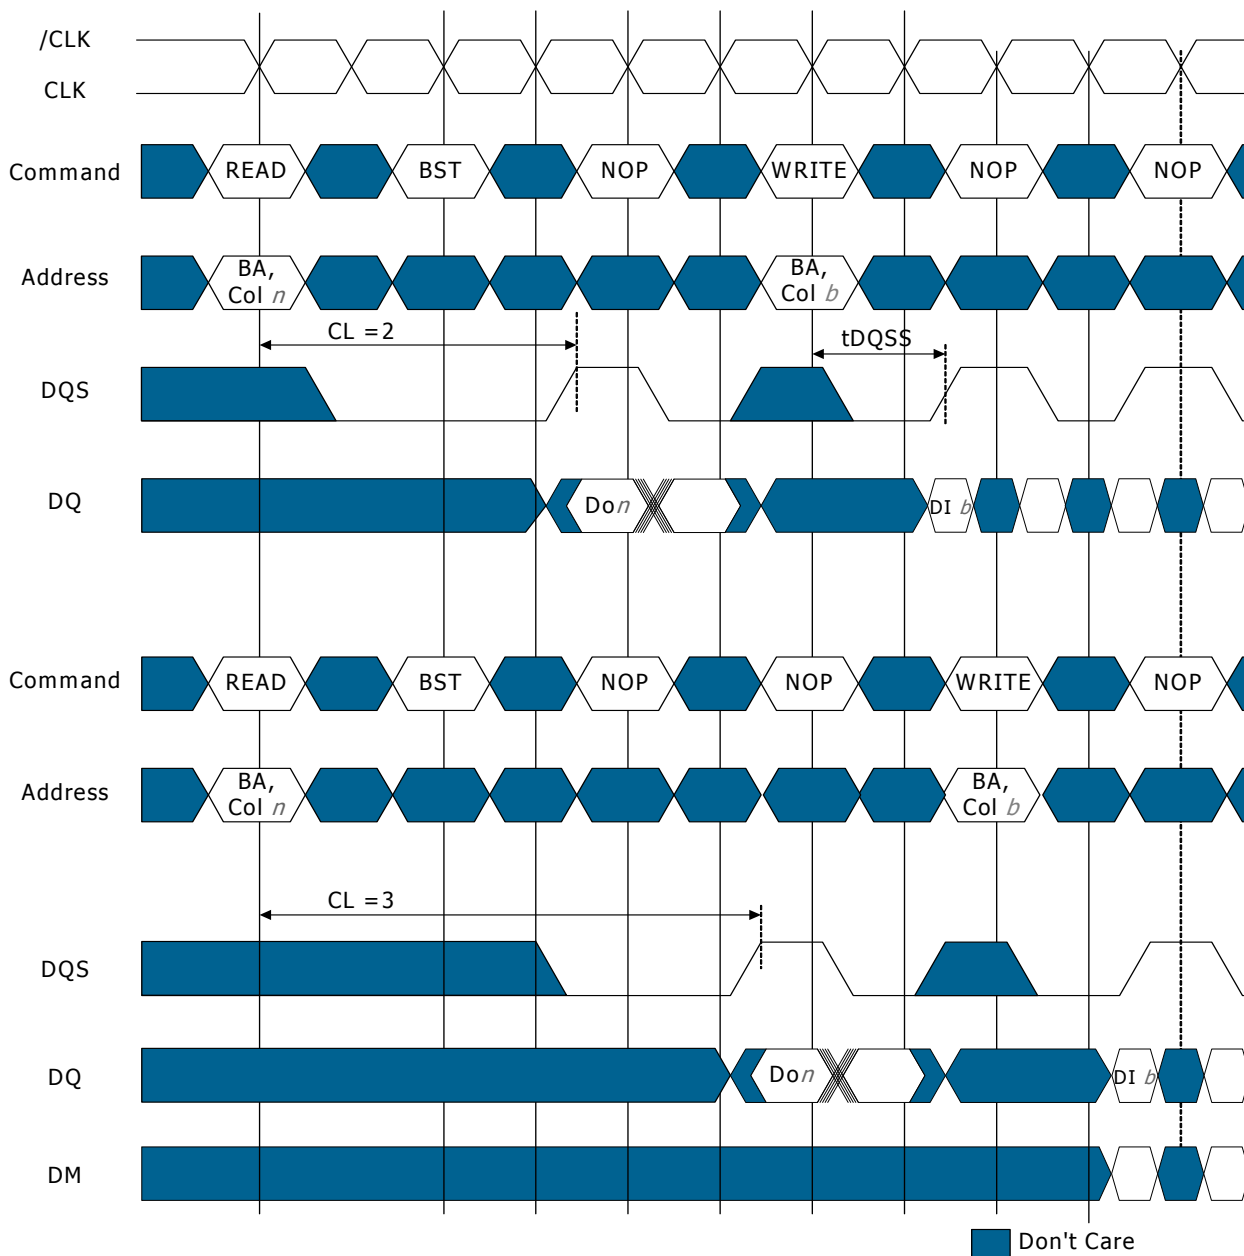 /CLK
CLK
Command READ BST NOP WRITE NOP NOP
Address BA, Col n BA, Col b
CL =2 tDQSS
DQS
DQ Don DI b
Command READ BST NOP NOP WRITE NOP
Address BA, Col n BA, Col b
CL =3
DQS
DQ Don DI b
DM
Don't Care